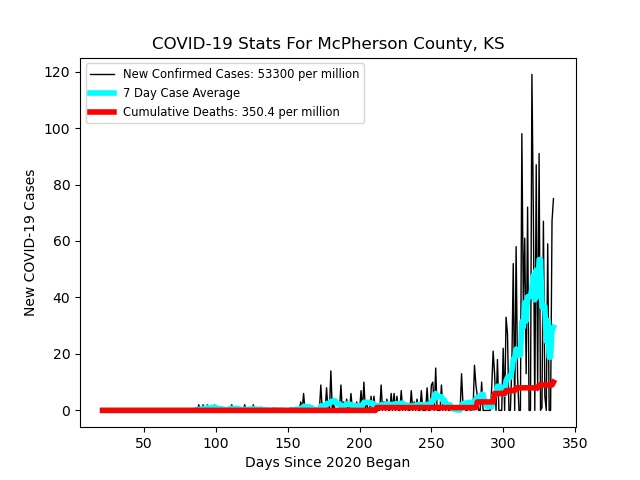 COVID-19 Stats For McPherson County, KS
New Confirmed Cases: 53300 per million
7 Day Case Average
Cumulative Deaths: 350.4 per million
New COVID-19 Cases
120
100
80
60
40
20
0
50 100 150 200 250 300 350
Days Since 2020 Began